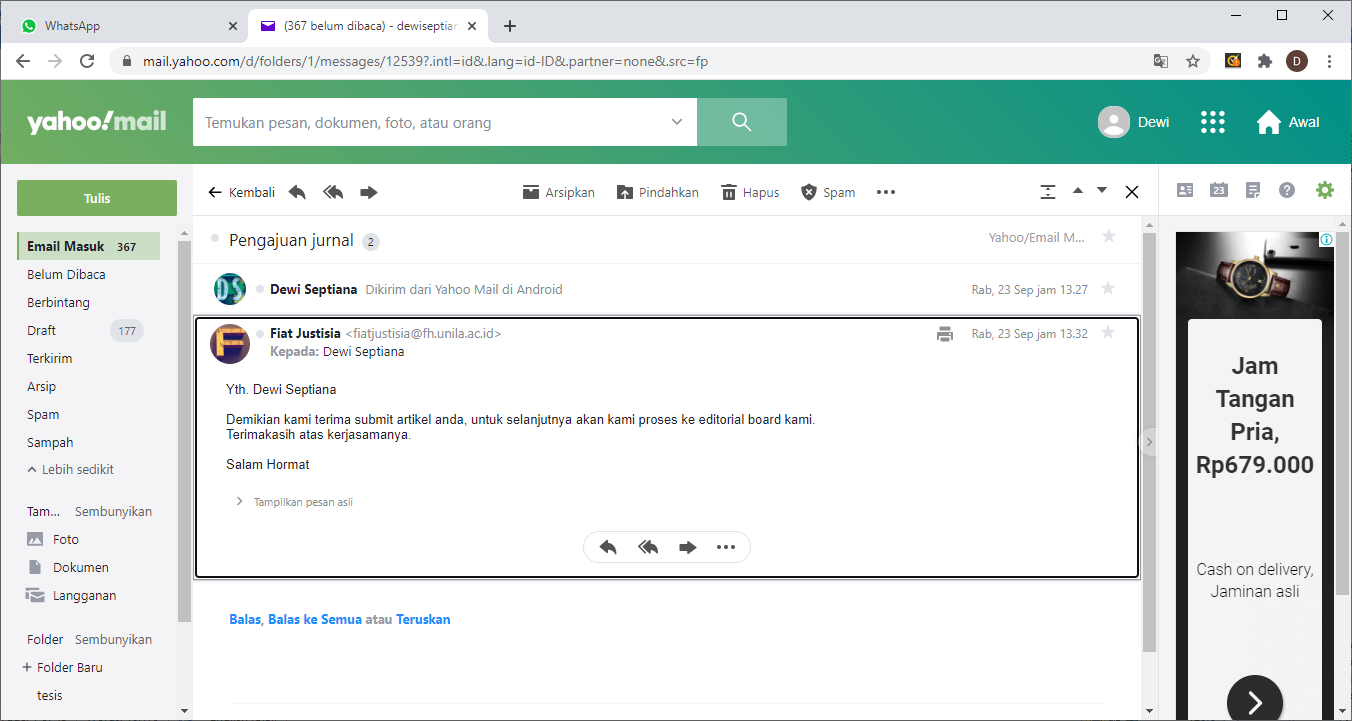 WhatsApp
(367 belum dibaca) - dewiseptian
mail.yahoo.com/d/folders/1/messages/12539?.intl=id&.lang=id-ID&.partner=none&.src=fp
D
yahoo!mail
Temukan pesan, dokumen, foto, atau orang
Dewi
Awal
Tulis
Email Masuk 367
Belum Dibaca
Berbintang
Draft 177
Terkirim
Arsip
Spam
Sampah
Lebih sedikit
Tam... Sembunyikan
Foto
Dokumen
Langganan
Folder Sembunyikan
+ Folder Baru
tesis
Kembali
Arsipkan
Pindahkan
Hapus
Spam
23
Pengajuan jurnal 2
Yahoo/Email M...
DS
Dewi Septiana Dikirim dari Yahoo Mail di Android
Rab, 23 Sep jam 13.27
F
Fiat Justisia <fiatjustisia@fh.unila.ac.id>
Rab, 23 Sep jam 13.32
Kepada: Dewi Septiana
Yth. Dewi Septiana
Demikian kami terima submit artikel anda, untuk selanjutnya akan kami proses ke editorial board kami.
Terimakasih atas kerjasamanya.
Salam Hormat
Tampilkan pesan asli
Balas, Balas ke Semua atau Teruskan
Jam
Tangan
Pria,
Rp679.000
Cash on delivery,
Jaminan asli